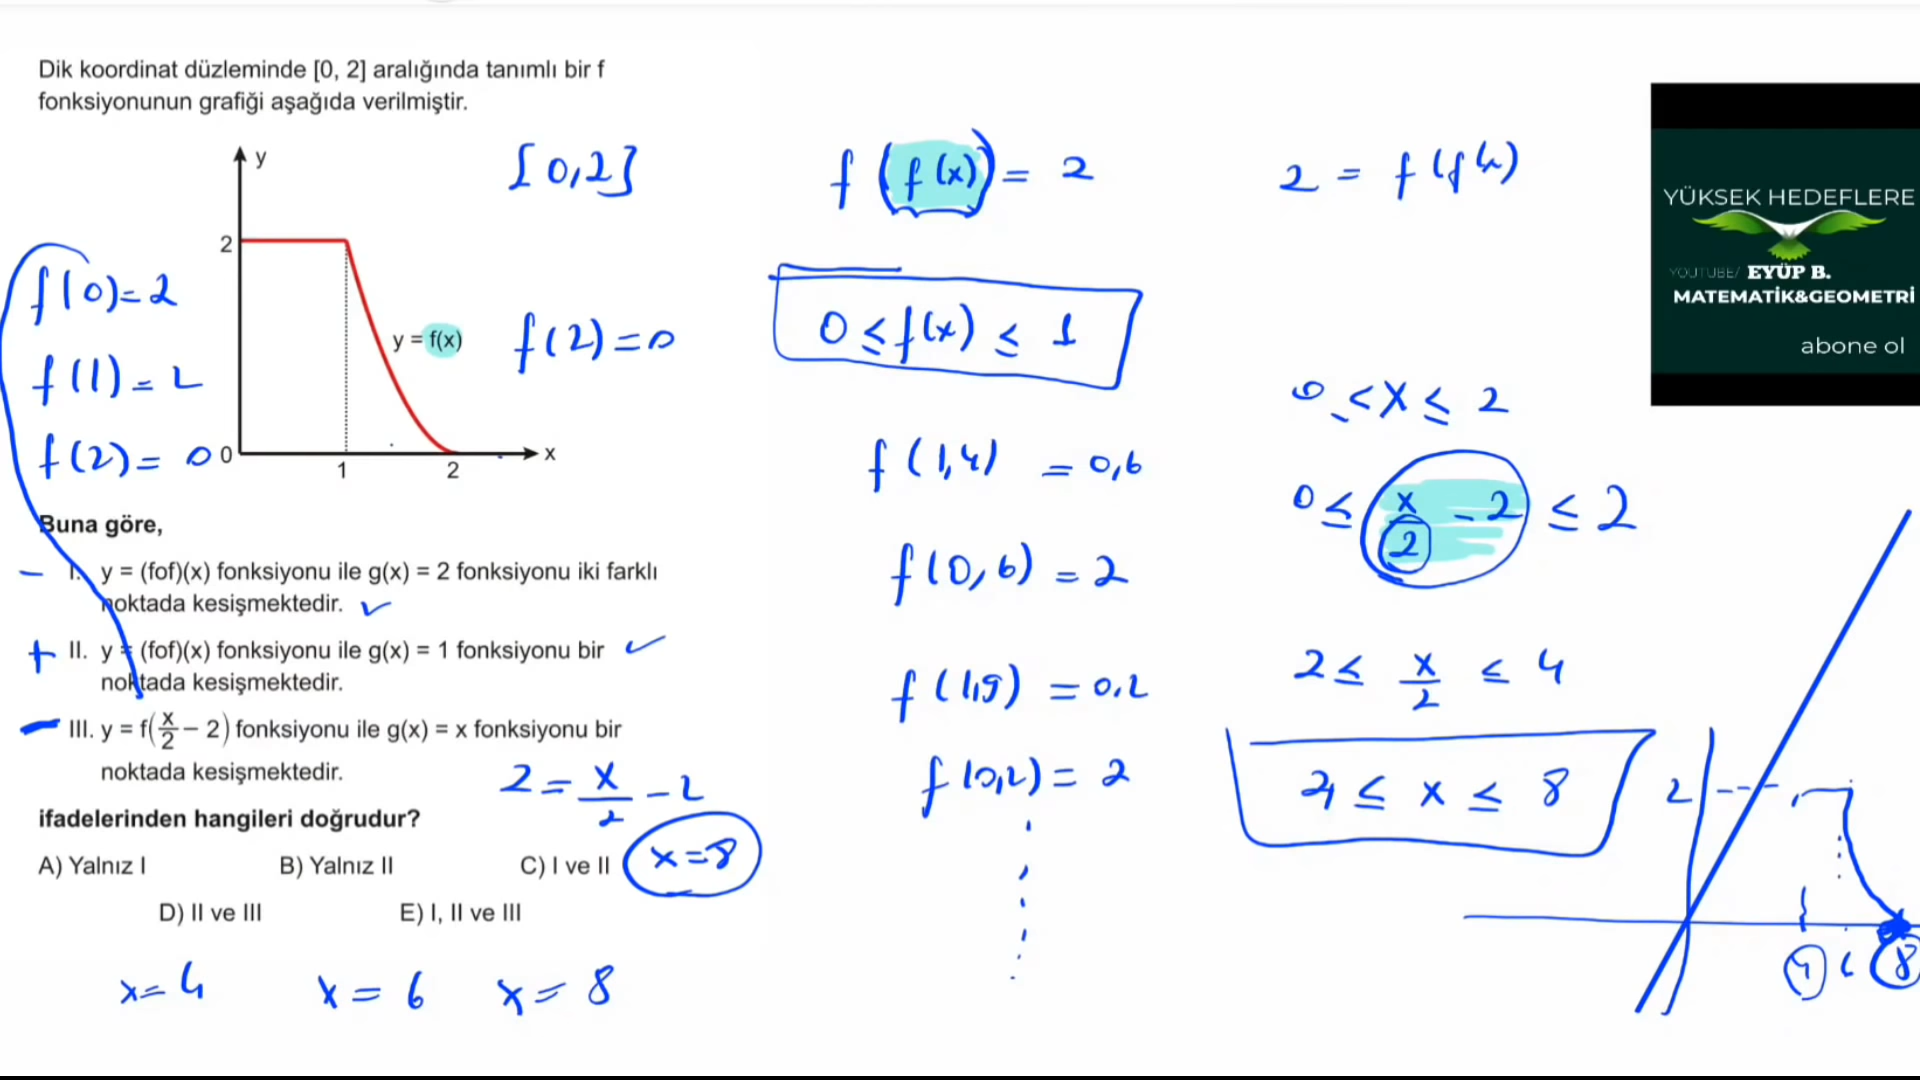 Dik koordinat düzleminde [0, 2] aralığında tanımlı bir f
fonksiyonunun grafiği aşağıda verilmiştir.
y
2
y = f(x)
0
1
2
x
f(0)=2
f(1)=2
f(2)=0
[0,2]
f(2)=0
Buna göre,
– I. y = (fof)(x) fonksiyonu ile g(x) = 2 fonksiyonu iki farklı
noktada kesişmektedir. ✓
+ II. y = (fof)(x) fonksiyonu ile g(x) = 1 fonksiyonu bir ✓
noktada kesişmektedir.
– III. y = f(x/2 – 2) fonksiyonu ile g(x) = x fonksiyonu bir
noktada kesişmektedir.
2 = x/2 – 2
x=8
ifadelerinden hangileri doğrudur?
A) Yalnız I B) Yalnız II C) I ve II
D) II ve III E) I, II ve III
x=4 x=6 x=8
f(f(x))=2
0≤f(x)≤1
f(1,4)=0,6
f(0,6)=2
f(1,9)=0,2
f(0,2)=2
2=f(f(x)
0≤x≤2
0≤x/2–2≤2
2≤x/2≤4
4≤x≤8
2
4 6 8
YÜKSEK HEDEFLERE
YOUTUBE/ EYÜP B.
MATEMATİK&GEOMETRİ
abone ol